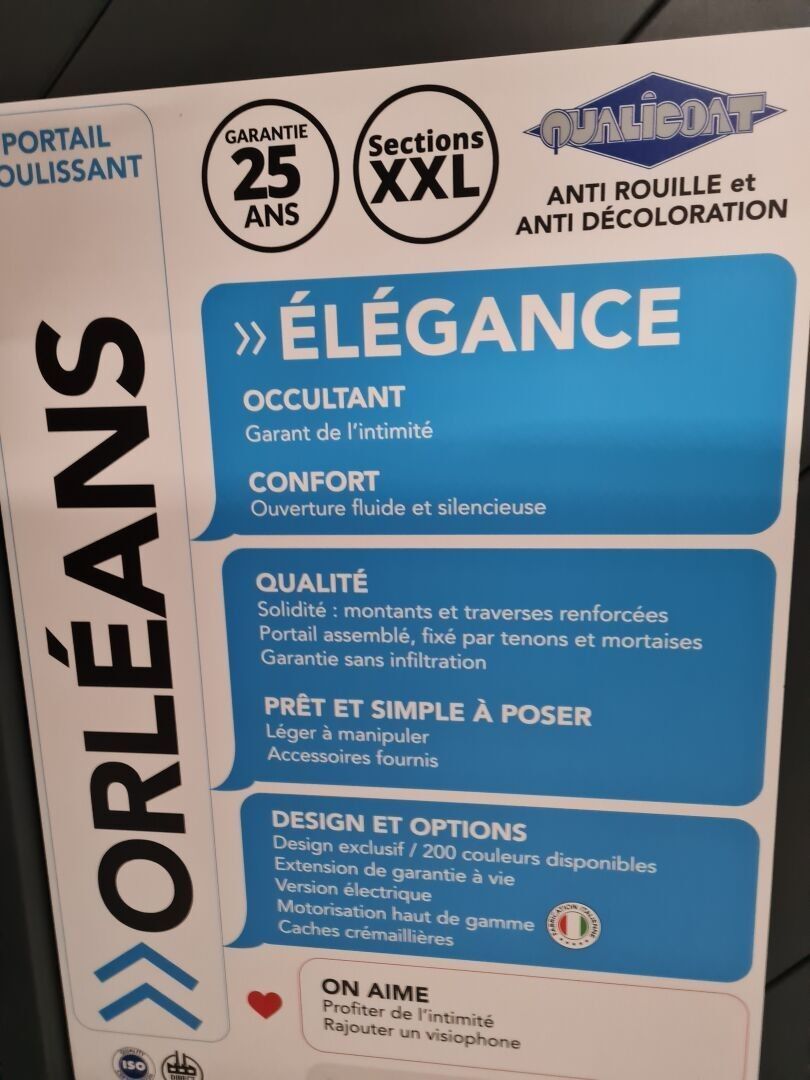 PORTAIL
OULISSANT
ORLÉANS
GARANTIE
25
ANS
Sections
XXL
QUALICOAT
ANTI ROUILLE et
ANTI DÉCOLORATION
» ÉLÉGANCE
OCCULTANT
Garant de l'intimité
CONFORT
Ouverture fluide et silencieuse
QUALITÉ
Solidité : montants et traverses renforcées
Portail assemblé, fixé par tenons et mortaises
Garantie sans infiltration
PRÊT ET SIMPLE À POSER
Léger à manipuler
Accessoires fournis
DESIGN ET OPTIONS
Design exclusif / 200 couleurs disponibles
Extension de garantie à vie
Version électrique
Motorisation haut de gamme
Caches crémaillières
FABRICATION ITALIENNE
ON AIME
Profiter de l'intimité
Rajouter un visiophone
QUALITY
ISO
DIRECT